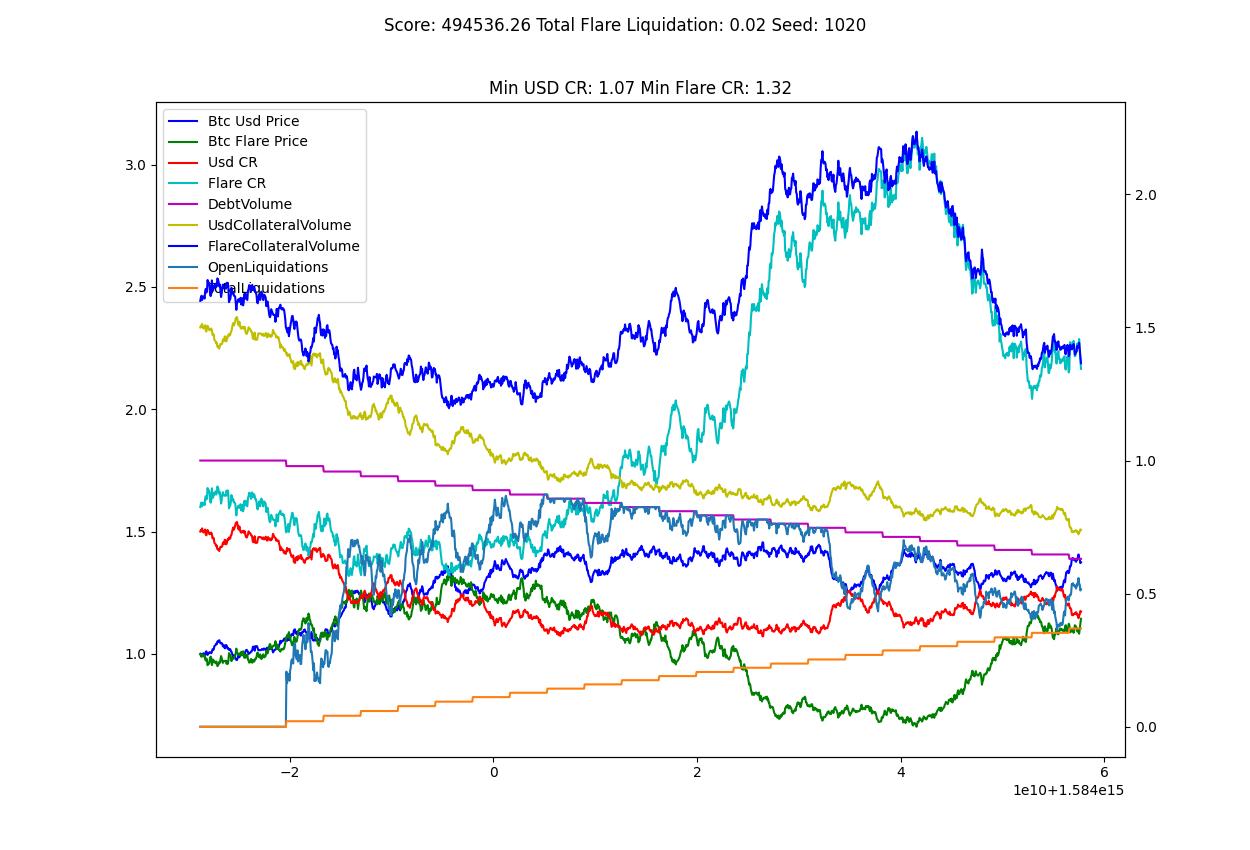 Score: 494536.26 Total Flare Liquidation: 0.02 Seed: 1020
Min USD CR: 1.07 Min Flare CR: 1.32
Btc Usd Price
Btc Flare Price
Usd CR
Flare CR
DebtVolume
UsdCollateralVolume
FlareCollateralVolume
OpenLiquidations
TotalLiquidations
3.0
2.5
2.0
1.5
1.0
2.0
1.5
1.0
0.5
0.0
−2
0
2
4
6
1e10+1.584e15